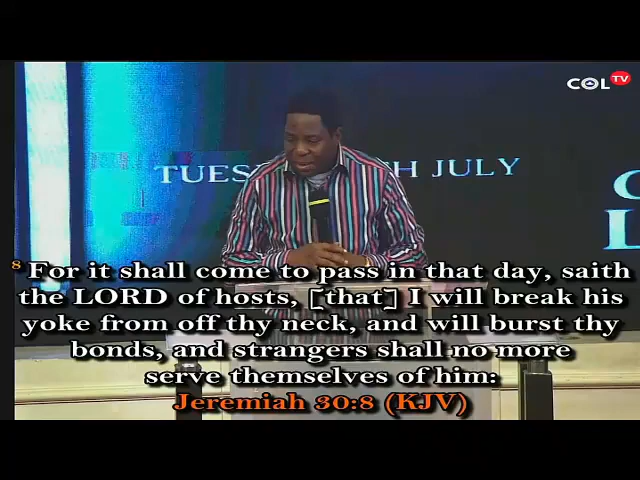 COL TV
TUES H JULY
8 For it shall come to pass in that day, saith
the LORD of hosts, [that] I will break his
yoke from off thy neck, and will burst thy
bonds, and strangers shall no more
serve themselves of him:
Jeremiah 30:8 (KJV)